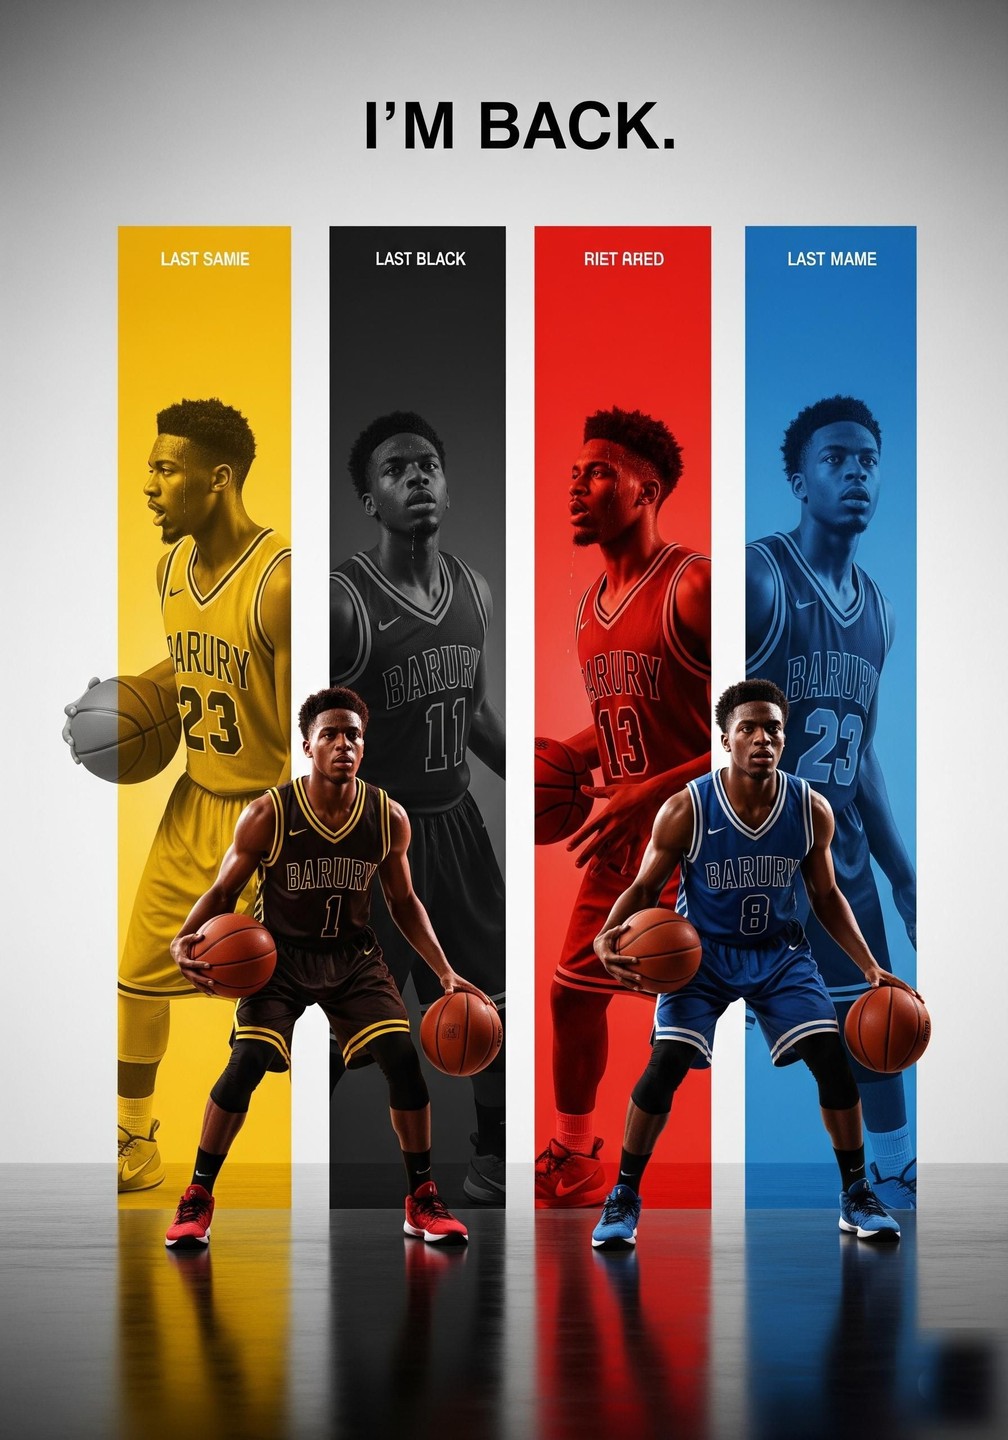 I'M BACK.
LAST SAMIE
LAST BLACK
RIET ARED
LAST MAME
BARURY
23
BARURY
11
BARURY
13
BARURY
23
BARURY
1
BARURY
8